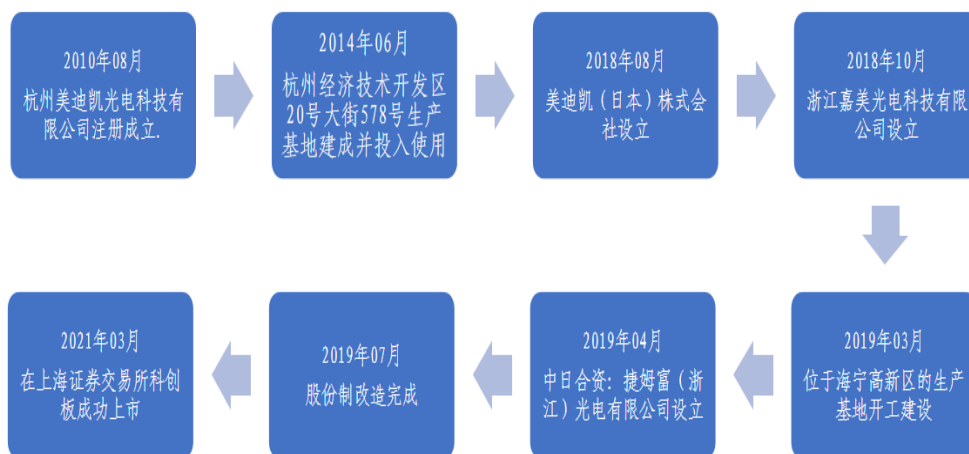 2010年08月
杭州美迪凯光电科技有
限公司注册成立.
2014年06月
杭州经济技术开发区
20号大街578号生产
基地建成并投入使用
2018年08月
美迪凯（日本）株式会
社设立
2018年10月
浙江嘉美光电科技有限
公司设立
2019年03月
位于海宁高新区的生产
基地开工建设
2019年04月
中日合资：捷姆富（浙
江）光电有限公司设立
2019年07月
股份制改造完成
2021年03月
在上海证券交易所科创
板成功上市